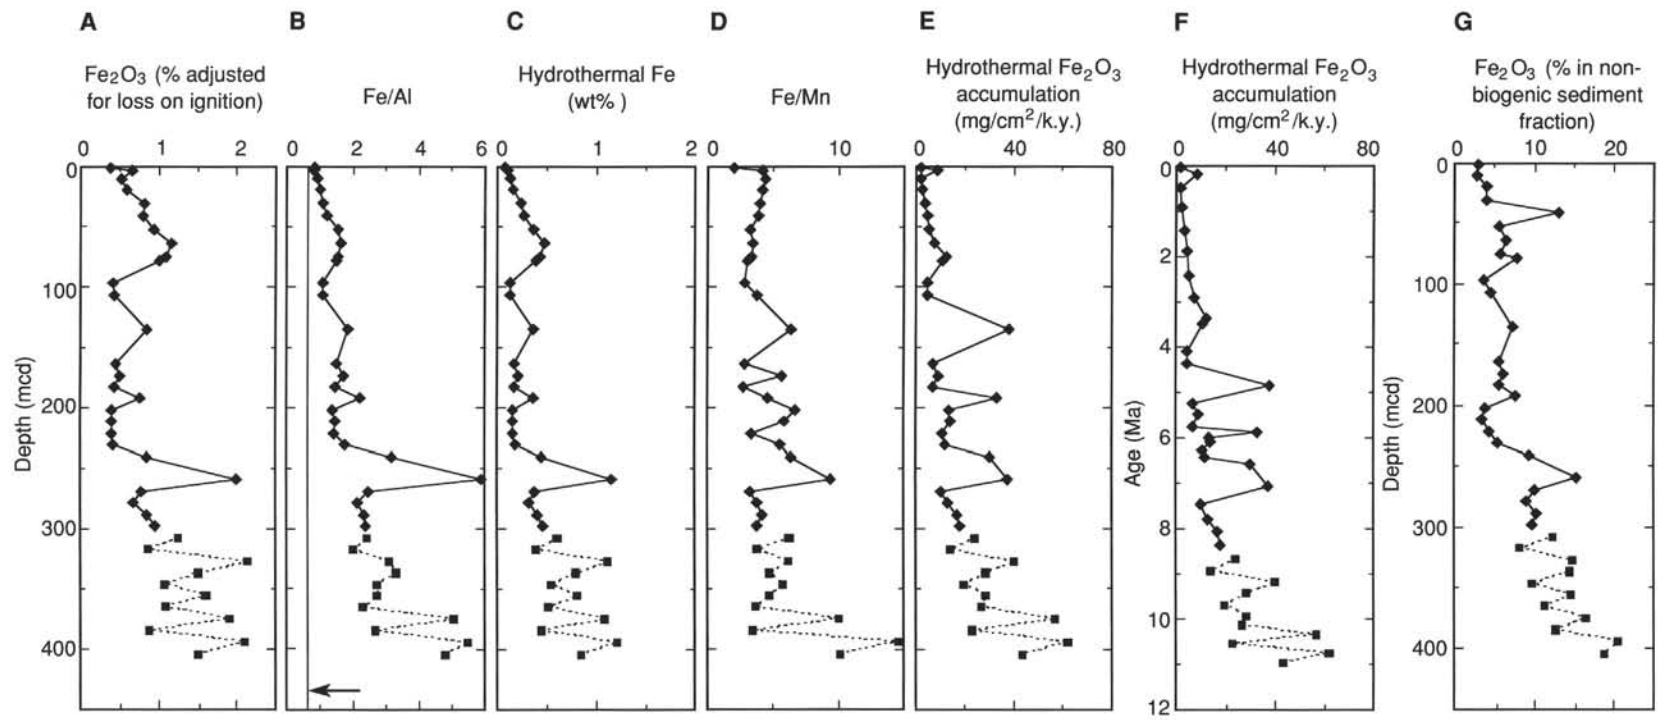 A
B
C
D
E
F
G
Fe₂O₃ (% adjusted
for loss on ignition)
Fe/Al
Hydrothermal Fe
(wt% )
Fe/Mn
Hydrothermal Fe₂O₃
accumulation
(mg/cm²/k.y.)
Hydrothermal Fe₂O₃
accumulation
(mg/cm²/k.y.)
Fe₂O₃ (% in non-
biogenic sediment
fraction)
0 1 2
0 2 4 6
0 1 2
0 10
0 40 80
0 40 80
0 10 20
0
100
200
300
400
Depth (mcd)
0
2
4
6
8
10
12
Age (Ma)
0
100
200
300
400
Depth (mcd)